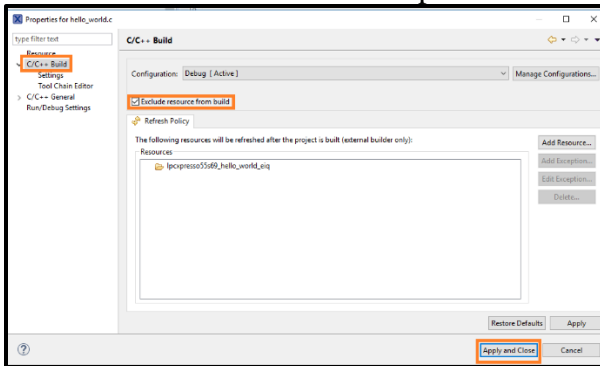 Properties for hello_world.c
type filter text
Resource
C/C++ Build
Settings
Tool Chain Editor
C/C++ General
Run/Debug Settings
C/C++ Build
Configuration: Debug [ Active ]
Manage Configurations...
Exclude resource from build
Refresh Policy
The following resources will be refreshed after the project is built (external builder only):
Resources
lpcxpresso55s69_hello_world_eiq
Add Resource...
Add Exception...
Edit Exception...
Delete...
Restore Defaults
Apply
Apply and Close
Cancel